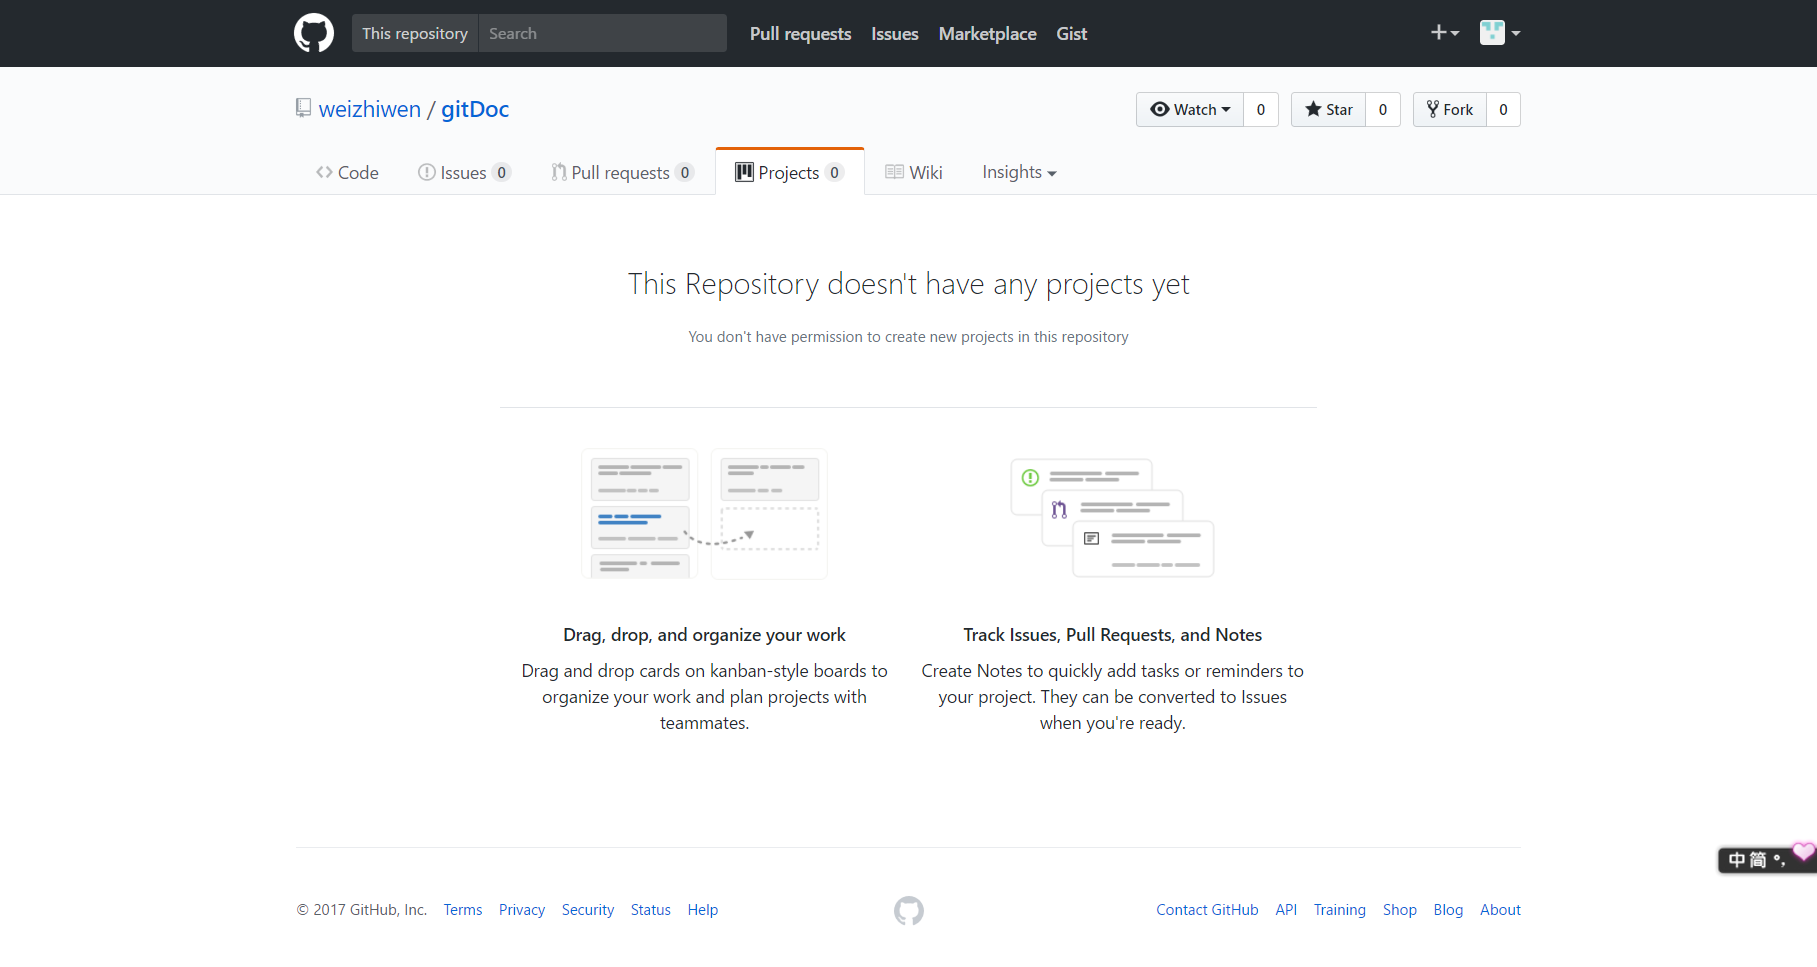 This repository Search Pull requests Issues Marketplace Gist
weizhiwen / gitDoc Watch 0 Star 0 Fork 0
Code Issues 0 Pull requests 0 Projects 0 Wiki Insights
This Repository doesn't have any projects yet
You don't have permission to create new projects in this repository
Drag, drop, and organize your work
Drag and drop cards on kanban-style boards to
organize your work and plan projects with
teammates.
Track Issues, Pull Requests, and Notes
Create Notes to quickly add tasks or reminders to
your project. They can be converted to Issues
when you're ready.
中 简 °,
© 2017 GitHub, Inc. Terms Privacy Security Status Help Contact GitHub API Training Shop Blog About